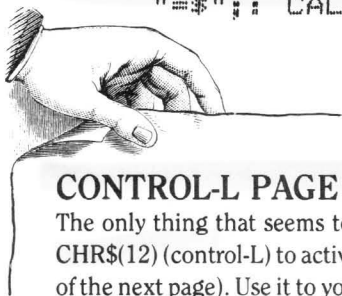 CAL
CONTROL-L PAGE
The only thing that seems to
CHR$(12) (control-L) to activ
of the next page). Use it to yo